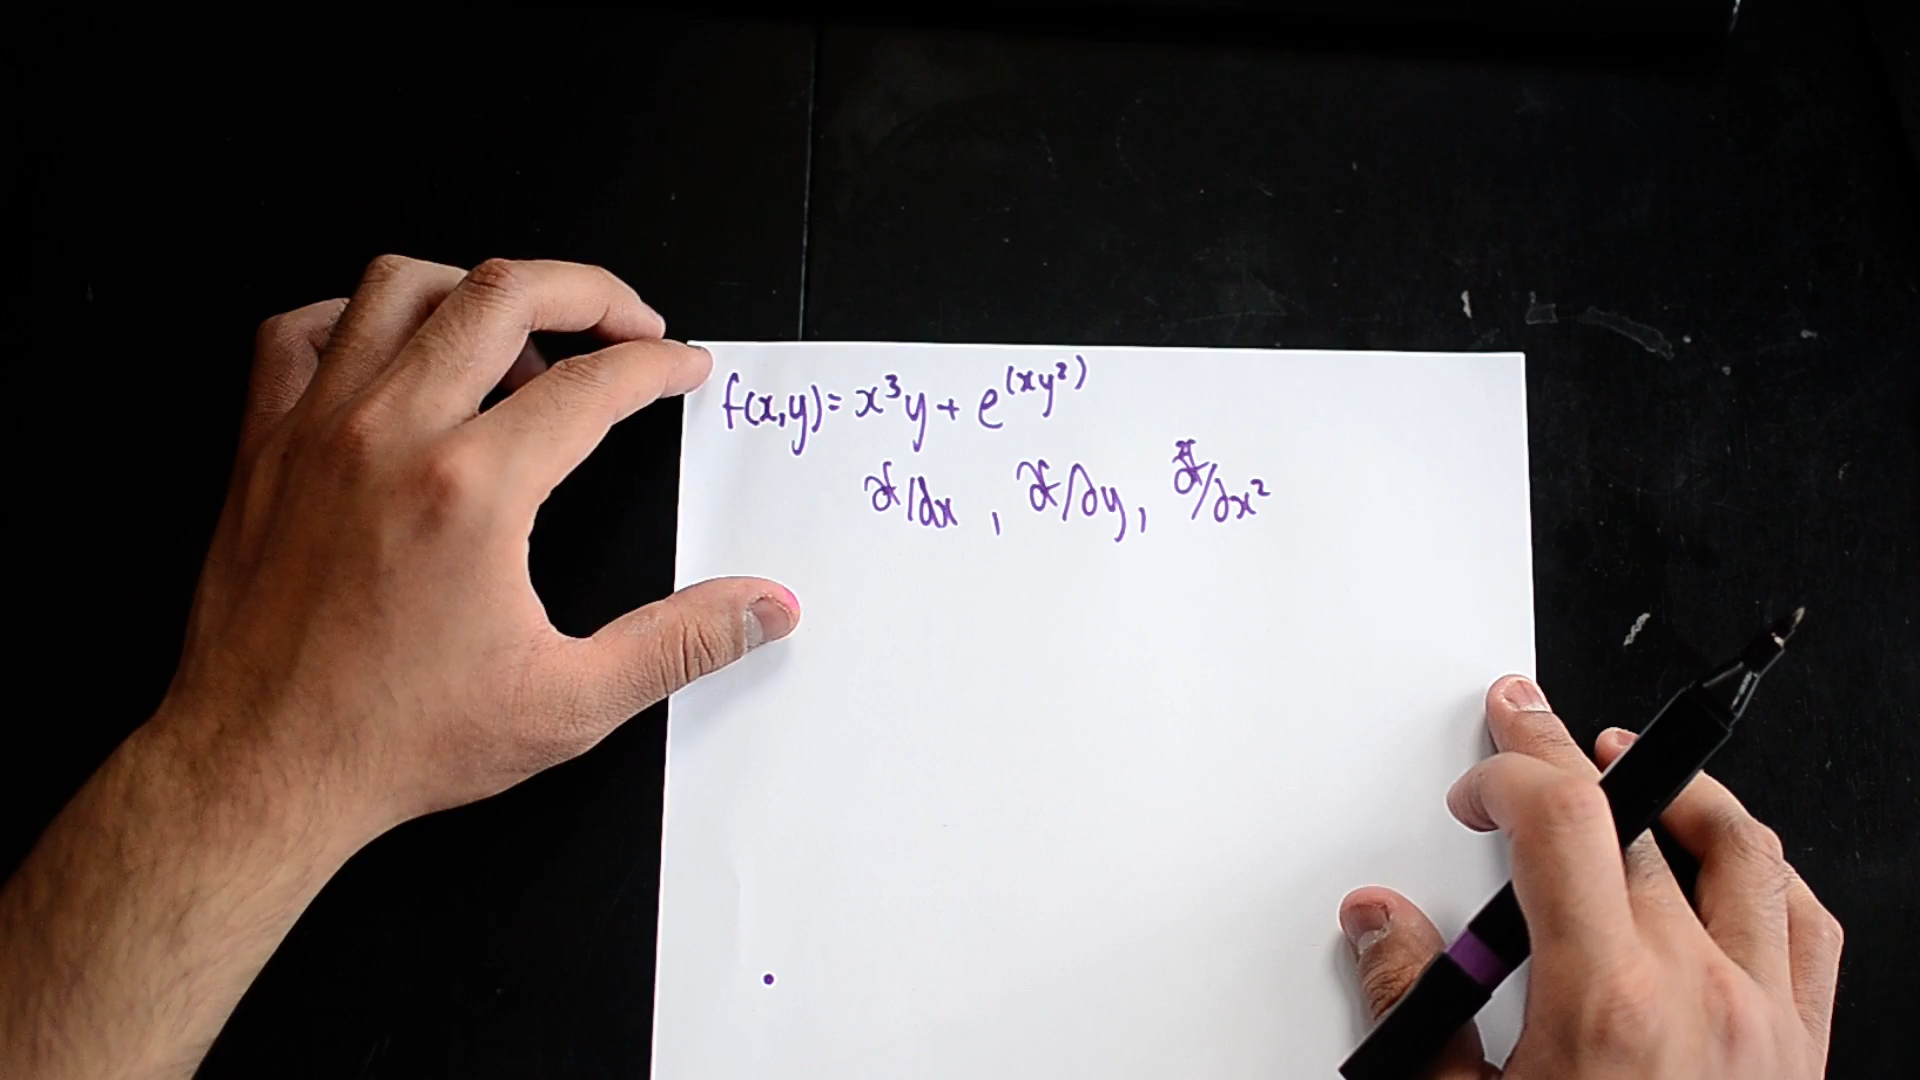 f(x,y) = x³y + e^(xy²)
∂f/∂x , ∂f/∂y, ∂²f/∂x²